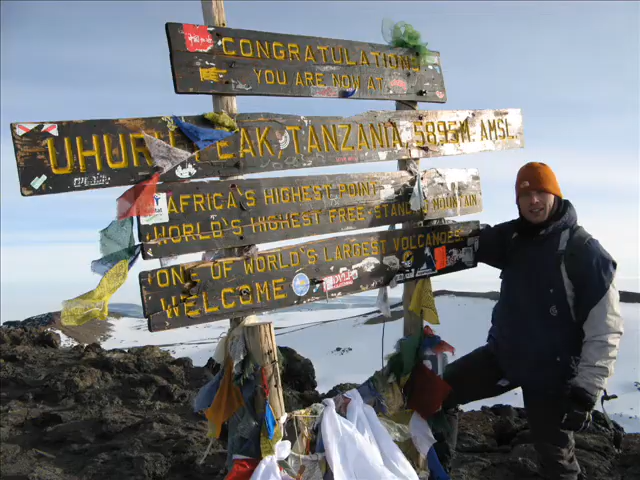 CONGRATULATIONS
YOU ARE NOW AT
UHURU PEAK, TANZANIA, 5895M. AMSL.
AFRICA'S HIGHEST POINT
WORLD'S HIGHEST FREE-STANDING MOUNTAIN
ONE OF WORLD'S LARGEST VOLCANOES
WELCOME